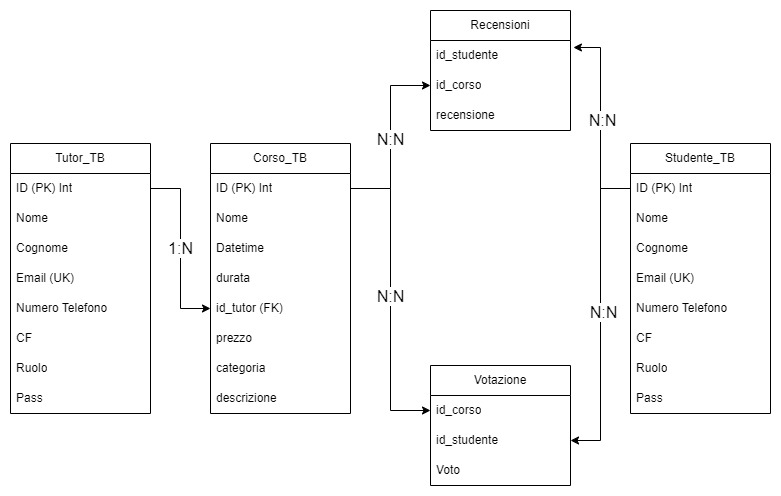 Recensioni
id_studente
id_corso
recensione
N:N
N:N
Tutor_TB
ID (PK) Int
Nome
Cognome
Email (UK)
Numero Telefono
CF
Ruolo
Pass
1:N
Corso_TB
ID (PK) Int
Nome
Datetime
durata
id_tutor (FK)
prezzo
categoria
descrizione
N:N
N:N
Studente_TB
ID (PK) Int
Nome
Cognome
Email (UK)
Numero Telefono
CF
Ruolo
Pass
Votazione
id_corso
id_studente
Voto